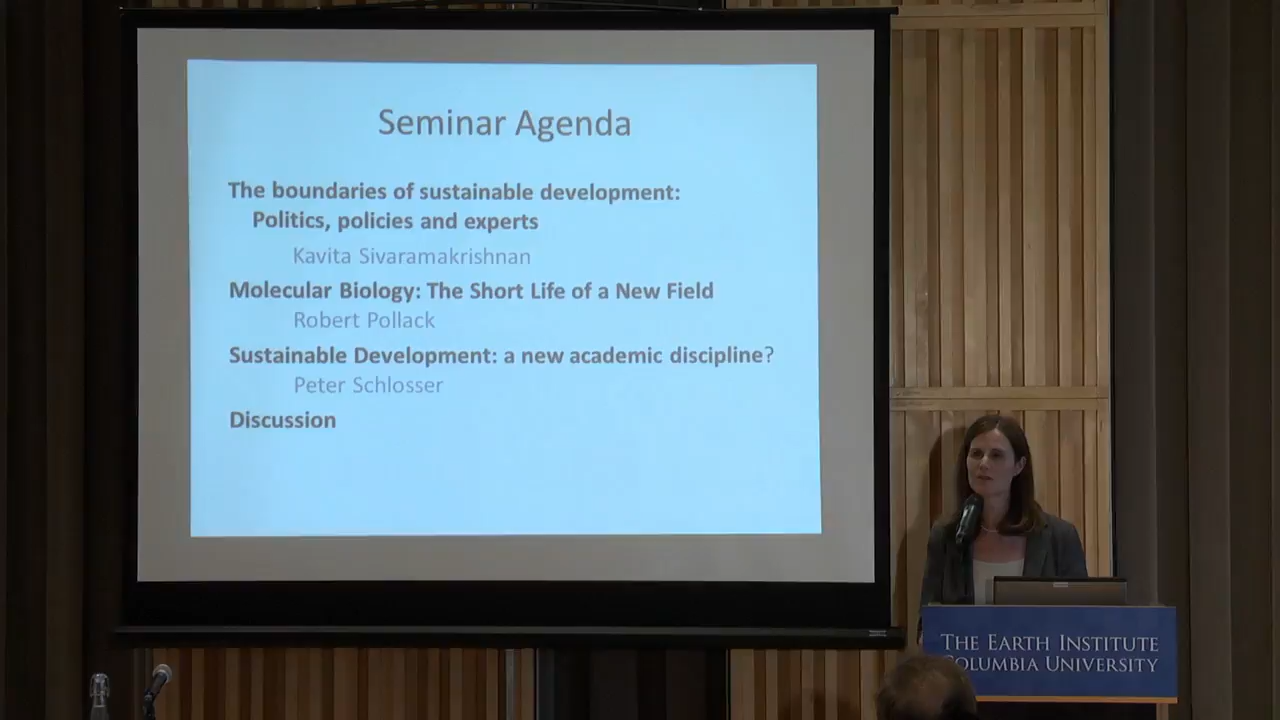 Seminar Agenda
The boundaries of sustainable development:
Politics, policies and experts
Kavita Sivaramakrishnan
Molecular Biology: The Short Life of a New Field
Robert Pollack
Sustainable Development: a new academic discipline?
Peter Schlosser
Discussion
THE EARTH INSTITUTE
COLUMBIA UNIVERSITY